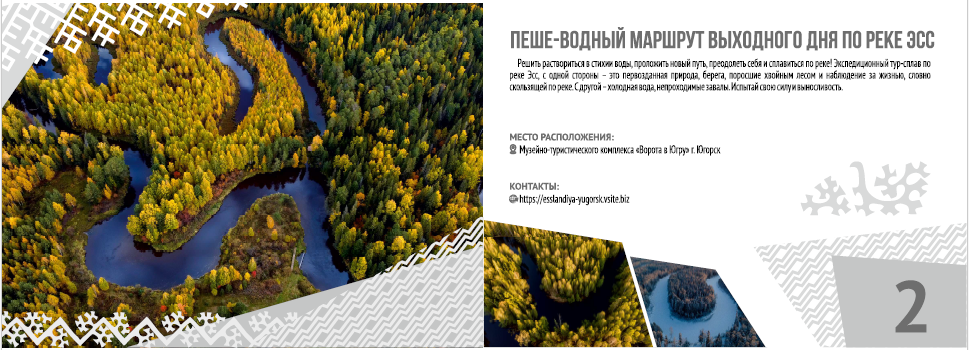 ПЕШЕ-ВОДНЫЙ МАРШРУТ ВЫХОДНОГО ДНЯ ПО РЕКЕ ЭСС
Решить раствориться в стихии воды, проложить новый путь, преодолеть себя и сплавиться по реке! Экспедиционный тур-сплав по
реке Эсс, с одной стороны – это первозданная природа, берега, поросшие хвойным лесом и наблюдение за жизнью, словно
скользящей по реке. С другой – холодная вода, непроходимые завалы. Испытай свою силу и выносливость.
МЕСТО РАСПОЛОЖЕНИЯ:
Музейно-туристического комплекса «Ворота в Югру» г. Югорск
КОНТАКТЫ:
https://esslandiya-yugorsk.vsite.biz
2